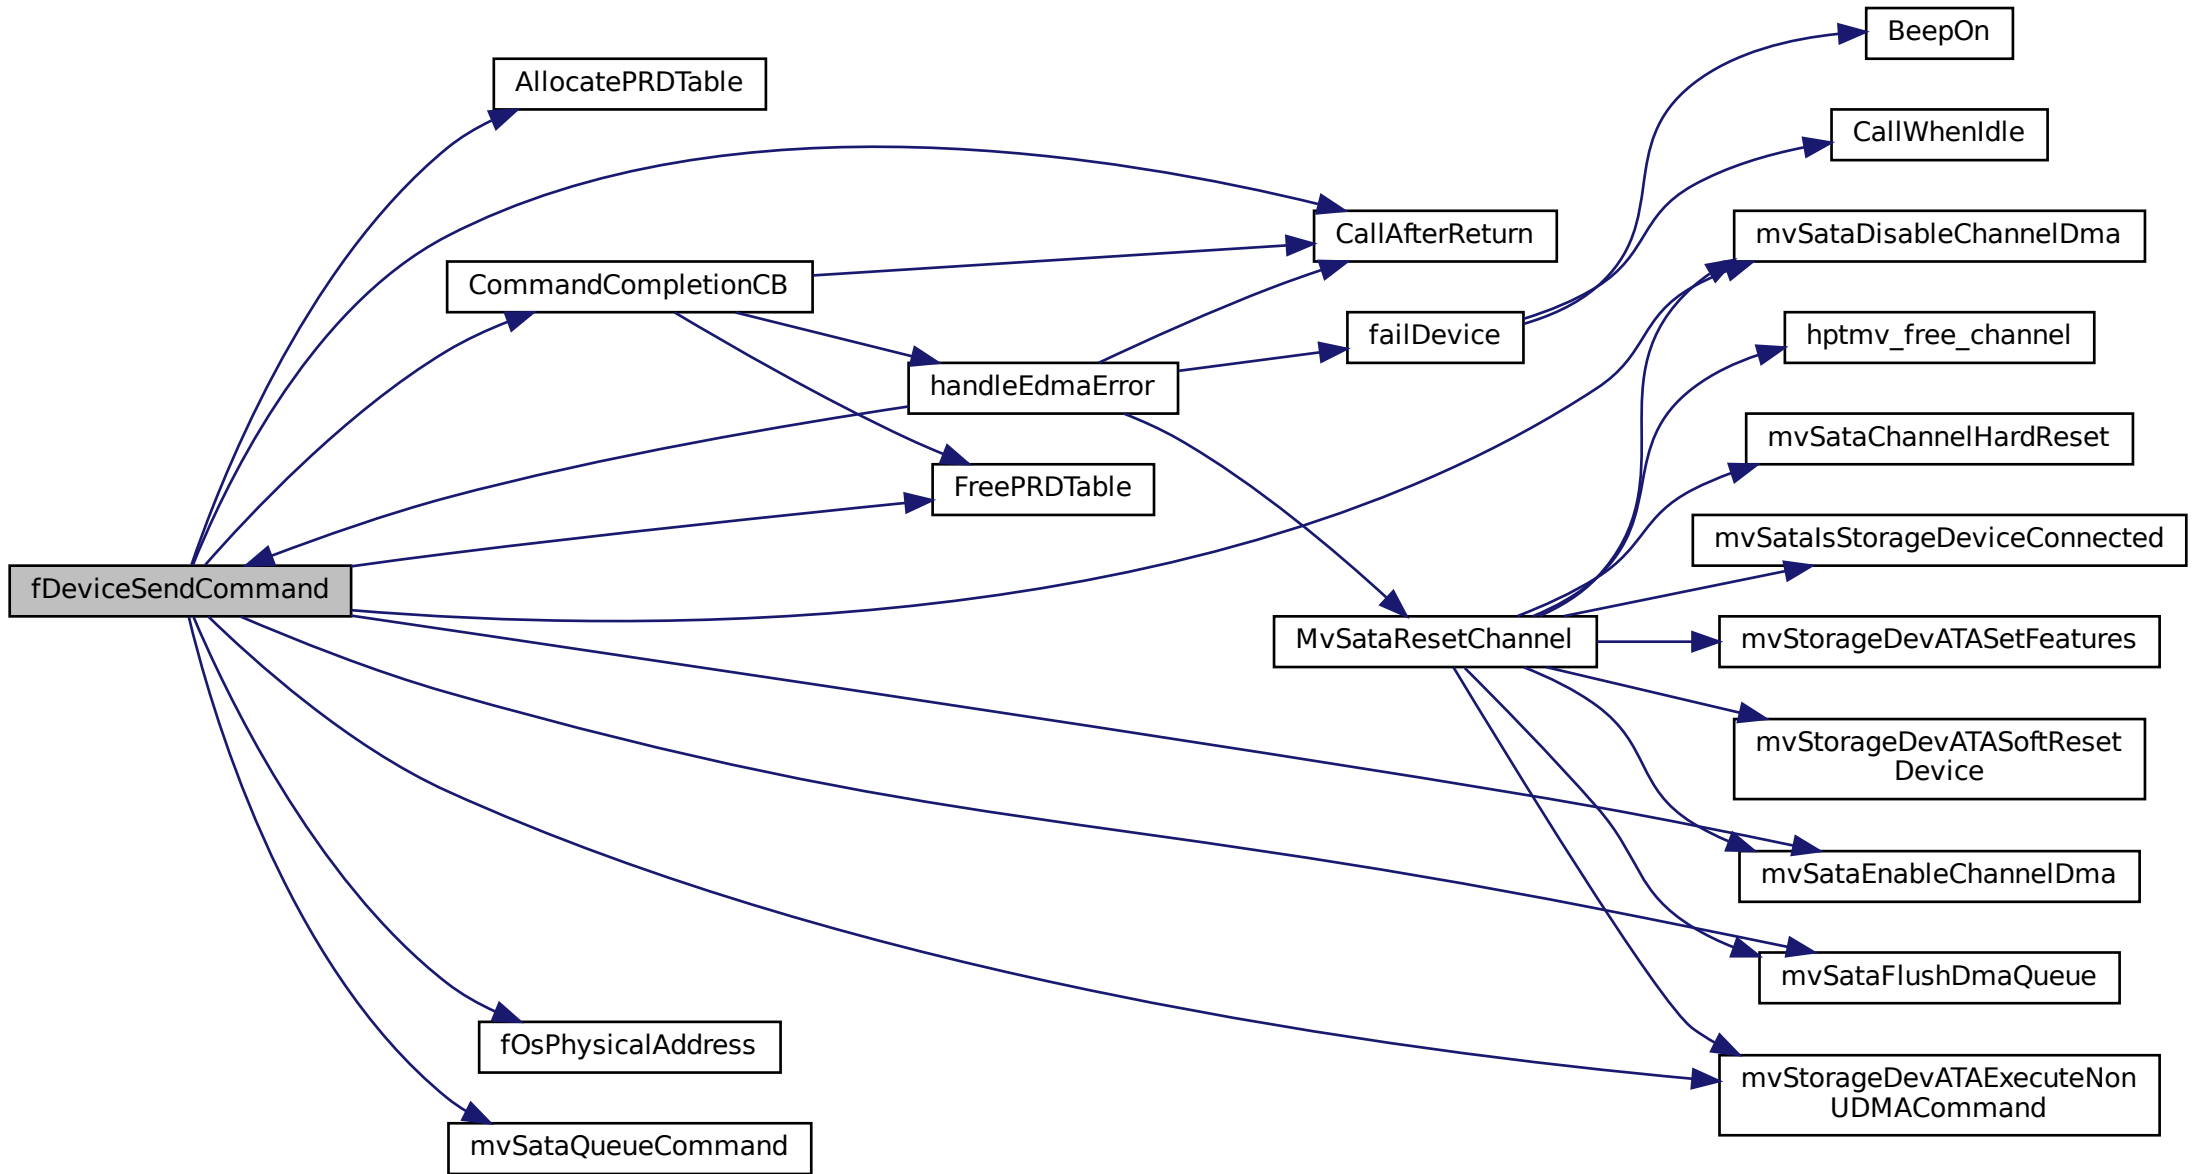 BeepOn
AllocatePRDTable
CallWhenIdle
CallAfterReturn
mvSataDisableChannelDma
CommandCompletionCB
failDevice
hptmv_free_channel
handleEdmaError
mvSataChannelHardReset
FreePRDTable
mvSataIsStorageDeviceConnected
fDeviceSendCommand
MvSataResetChannel
mvStorageDevATASetFeatures
mvStorageDevATASoftReset
Device
mvSataEnableChannelDma
mvSataFlushDmaQueue
fOsPhysicalAddress
mvStorageDevATAExecuteNon
UDMACommand
mvSataQueueCommand